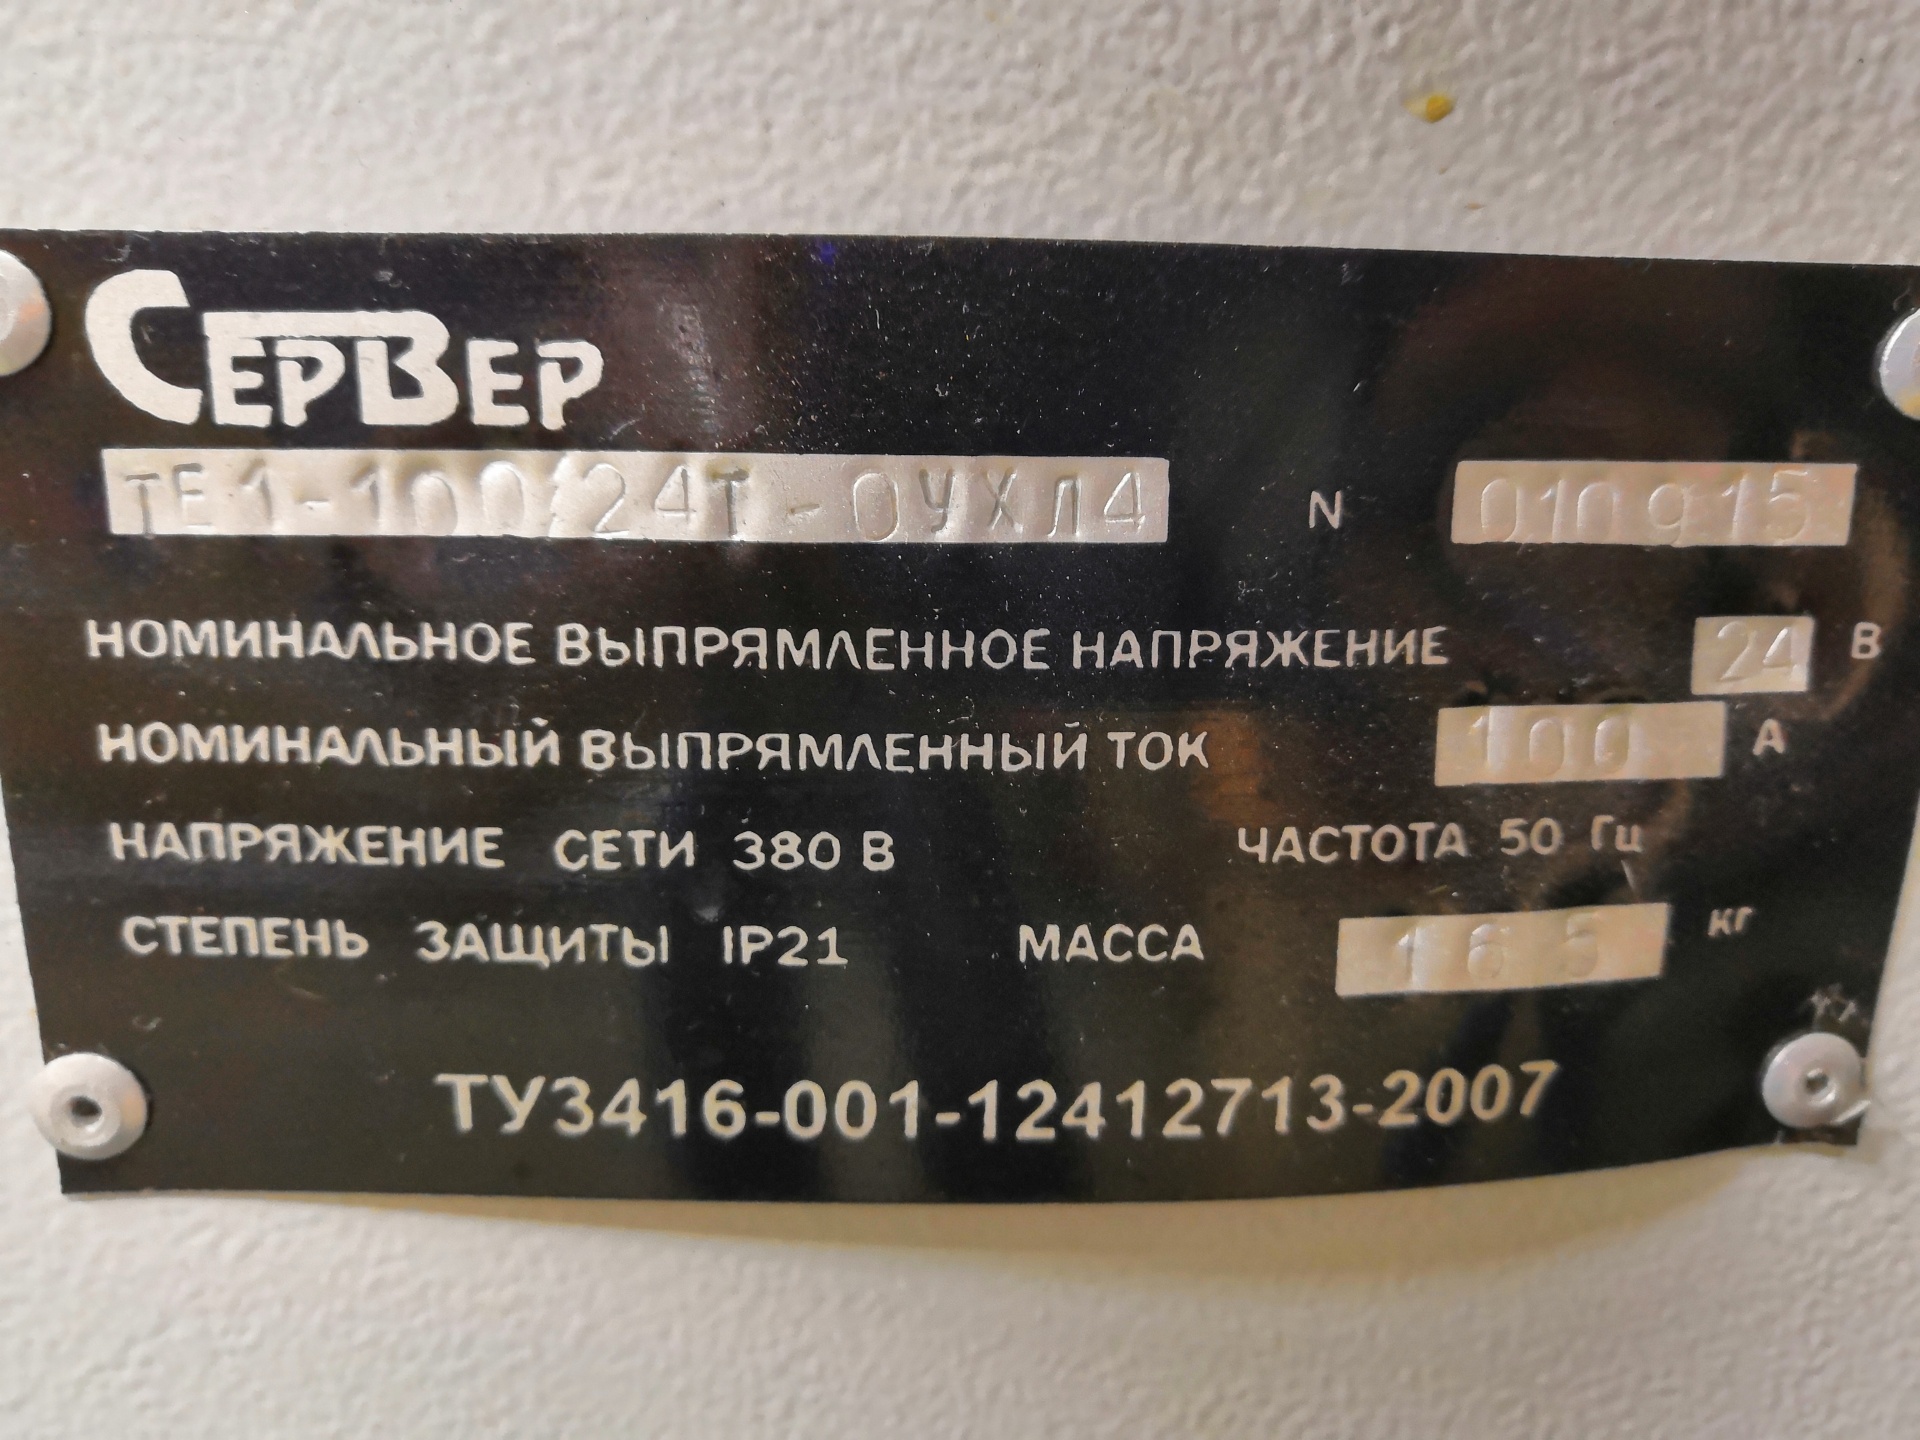 СерВер
ТЕ1-100/24Т-0УХЛ4 N 010915
НОМИНАЛЬНОЕ ВЫПРЯМЛЕННОЕ НАПРЯЖЕНИЕ 24 В
НОМИНАЛЬНЫЙ ВЫПРЯМЛЕННЫЙ ТОК 100 А
НАПРЯЖЕНИЕ СЕТИ 380 В ЧАСТОТА 50 Гц
СТЕПЕНЬ ЗАЩИТЫ IP21 МАССА 165 кг
ТУ3416-001-12412713-2007